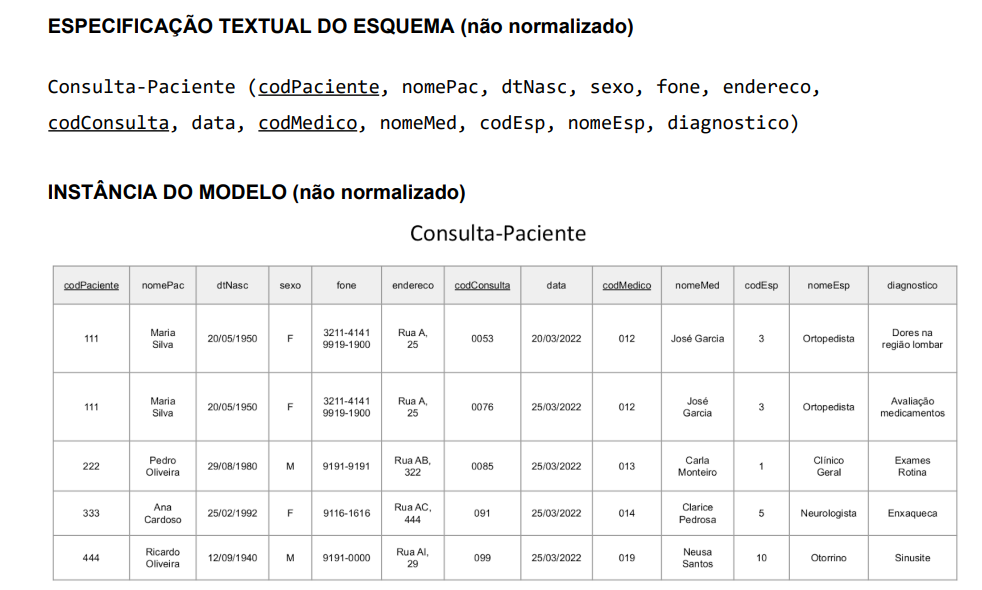 ESPECIFICAÇÃO TEXTUAL DO ESQUEMA (não normalizado)
Consulta-Paciente (codPaciente, nomePac, dtNasc, sexo, fone, endereco,
codConsulta, data, codMedico, nomeMed, codEsp, nomeEsp, diagnostico)
INSTÂNCIA DO MODELO (não normalizado)
Consulta-Paciente
codPaciente nomePac dtNasc sexo fone endereco codConsulta data codMedico nomeMed codEsp nomeEsp diagnostico
111 Maria Silva 20/05/1950 F 3211-4141 9919-1900 Rua A, 25 0053 20/03/2022 012 José Garcia 3 Ortopedista Dores na região lombar
111 Maria Silva 20/05/1950 F 3211-4141 9919-1900 Rua A, 25 0076 25/03/2022 012 José Garcia 3 Ortopedista Avaliação medicamentos
222 Pedro Oliveira 29/08/1980 M 9191-9191 Rua AB, 322 0085 25/03/2022 013 Carla Monteiro 1 Clínico Geral Exames Rotina
333 Ana Cardoso 25/02/1992 F 9116-1616 Rua AC, 444 091 25/03/2022 014 Clarice Pedrosa 5 Neurologista Enxaqueca
444 Ricardo Oliveira 12/09/1940 M 9191-0000 Rua AI, 29 099 25/03/2022 019 Neusa Santos 10 Otorrino Sinusite